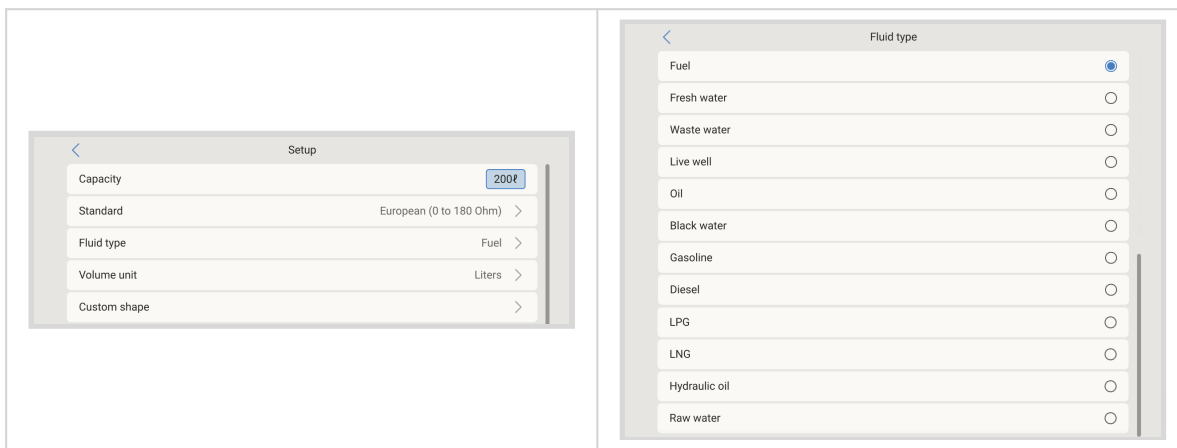 Setup
Capacity 200ℓ
Standard European (0 to 180 Ohm)
Fluid type Fuel
Volume unit Liters
Custom shape
Fluid type
Fuel
Fresh water
Waste water
Live well
Oil
Black water
Gasoline
Diesel
LPG
LNG
Hydraulic oil
Raw water